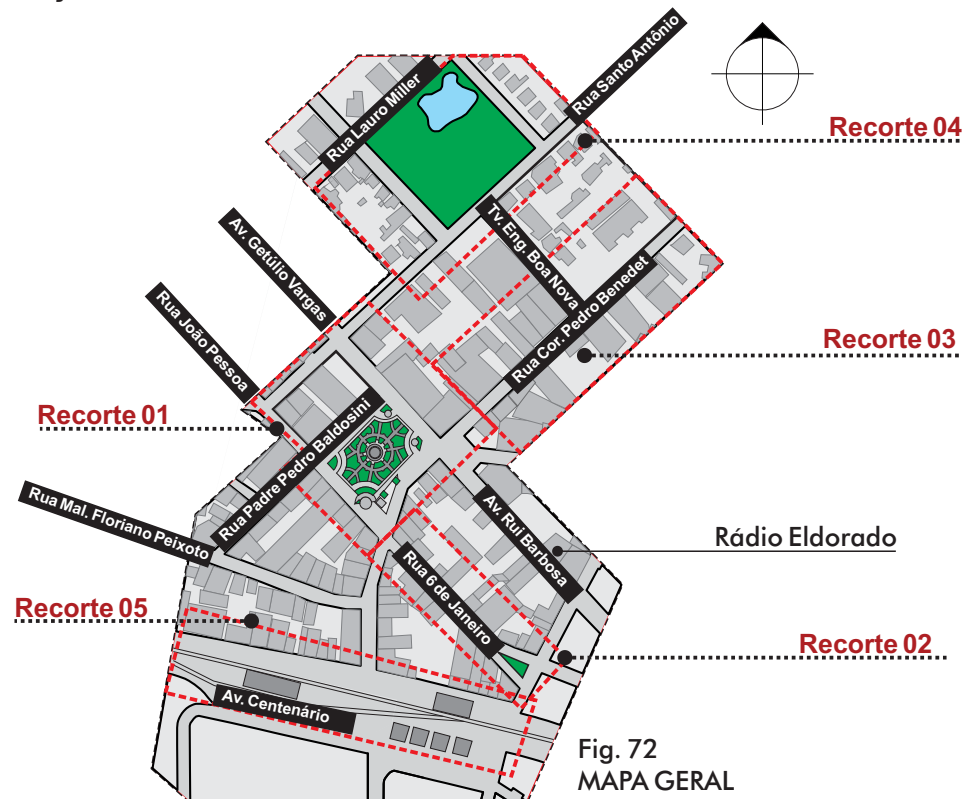 Rua Santo Antônio
Rua Lauro Miller
Recorte 04
Tv. Eng. Boa Nova
Av. Getúlio Vargas
Rua Cor. Pedro Benedet
Rua João Pessoa
Recorte 03
Recorte 01
Rua Padre Pedro Baldosini
Rua Mal. Floriano Peixoto
Av. Rui Barbosa
Rádio Eldorado
Rua 6 de Janeiro
Recorte 05
Recorte 02
Av. Centenário
Fig. 72
MAPA GERAL